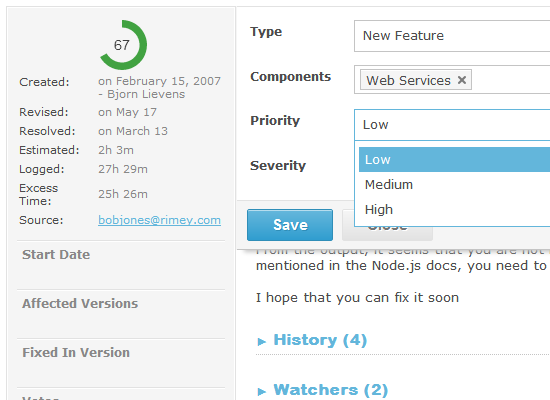 67
Created: on February 15, 2007
- Bjorn Lievens
Revised: on May 17
Resolved: on March 13
Estimated: 2h 3m
Logged: 27h 29m
Excess Time: 25h 26m
Source: bobjones@rimey.com
Start Date
Affected Versions
Fixed In Version
Votes
Type New Feature
Components Web Services
Priority Low
Low
Medium
High
Severity
Save Close
From the output, it seems that you are not
mentioned in the Node.js docs, you need to
I hope that you can fix it soon
► History (4)
► Watchers (2)